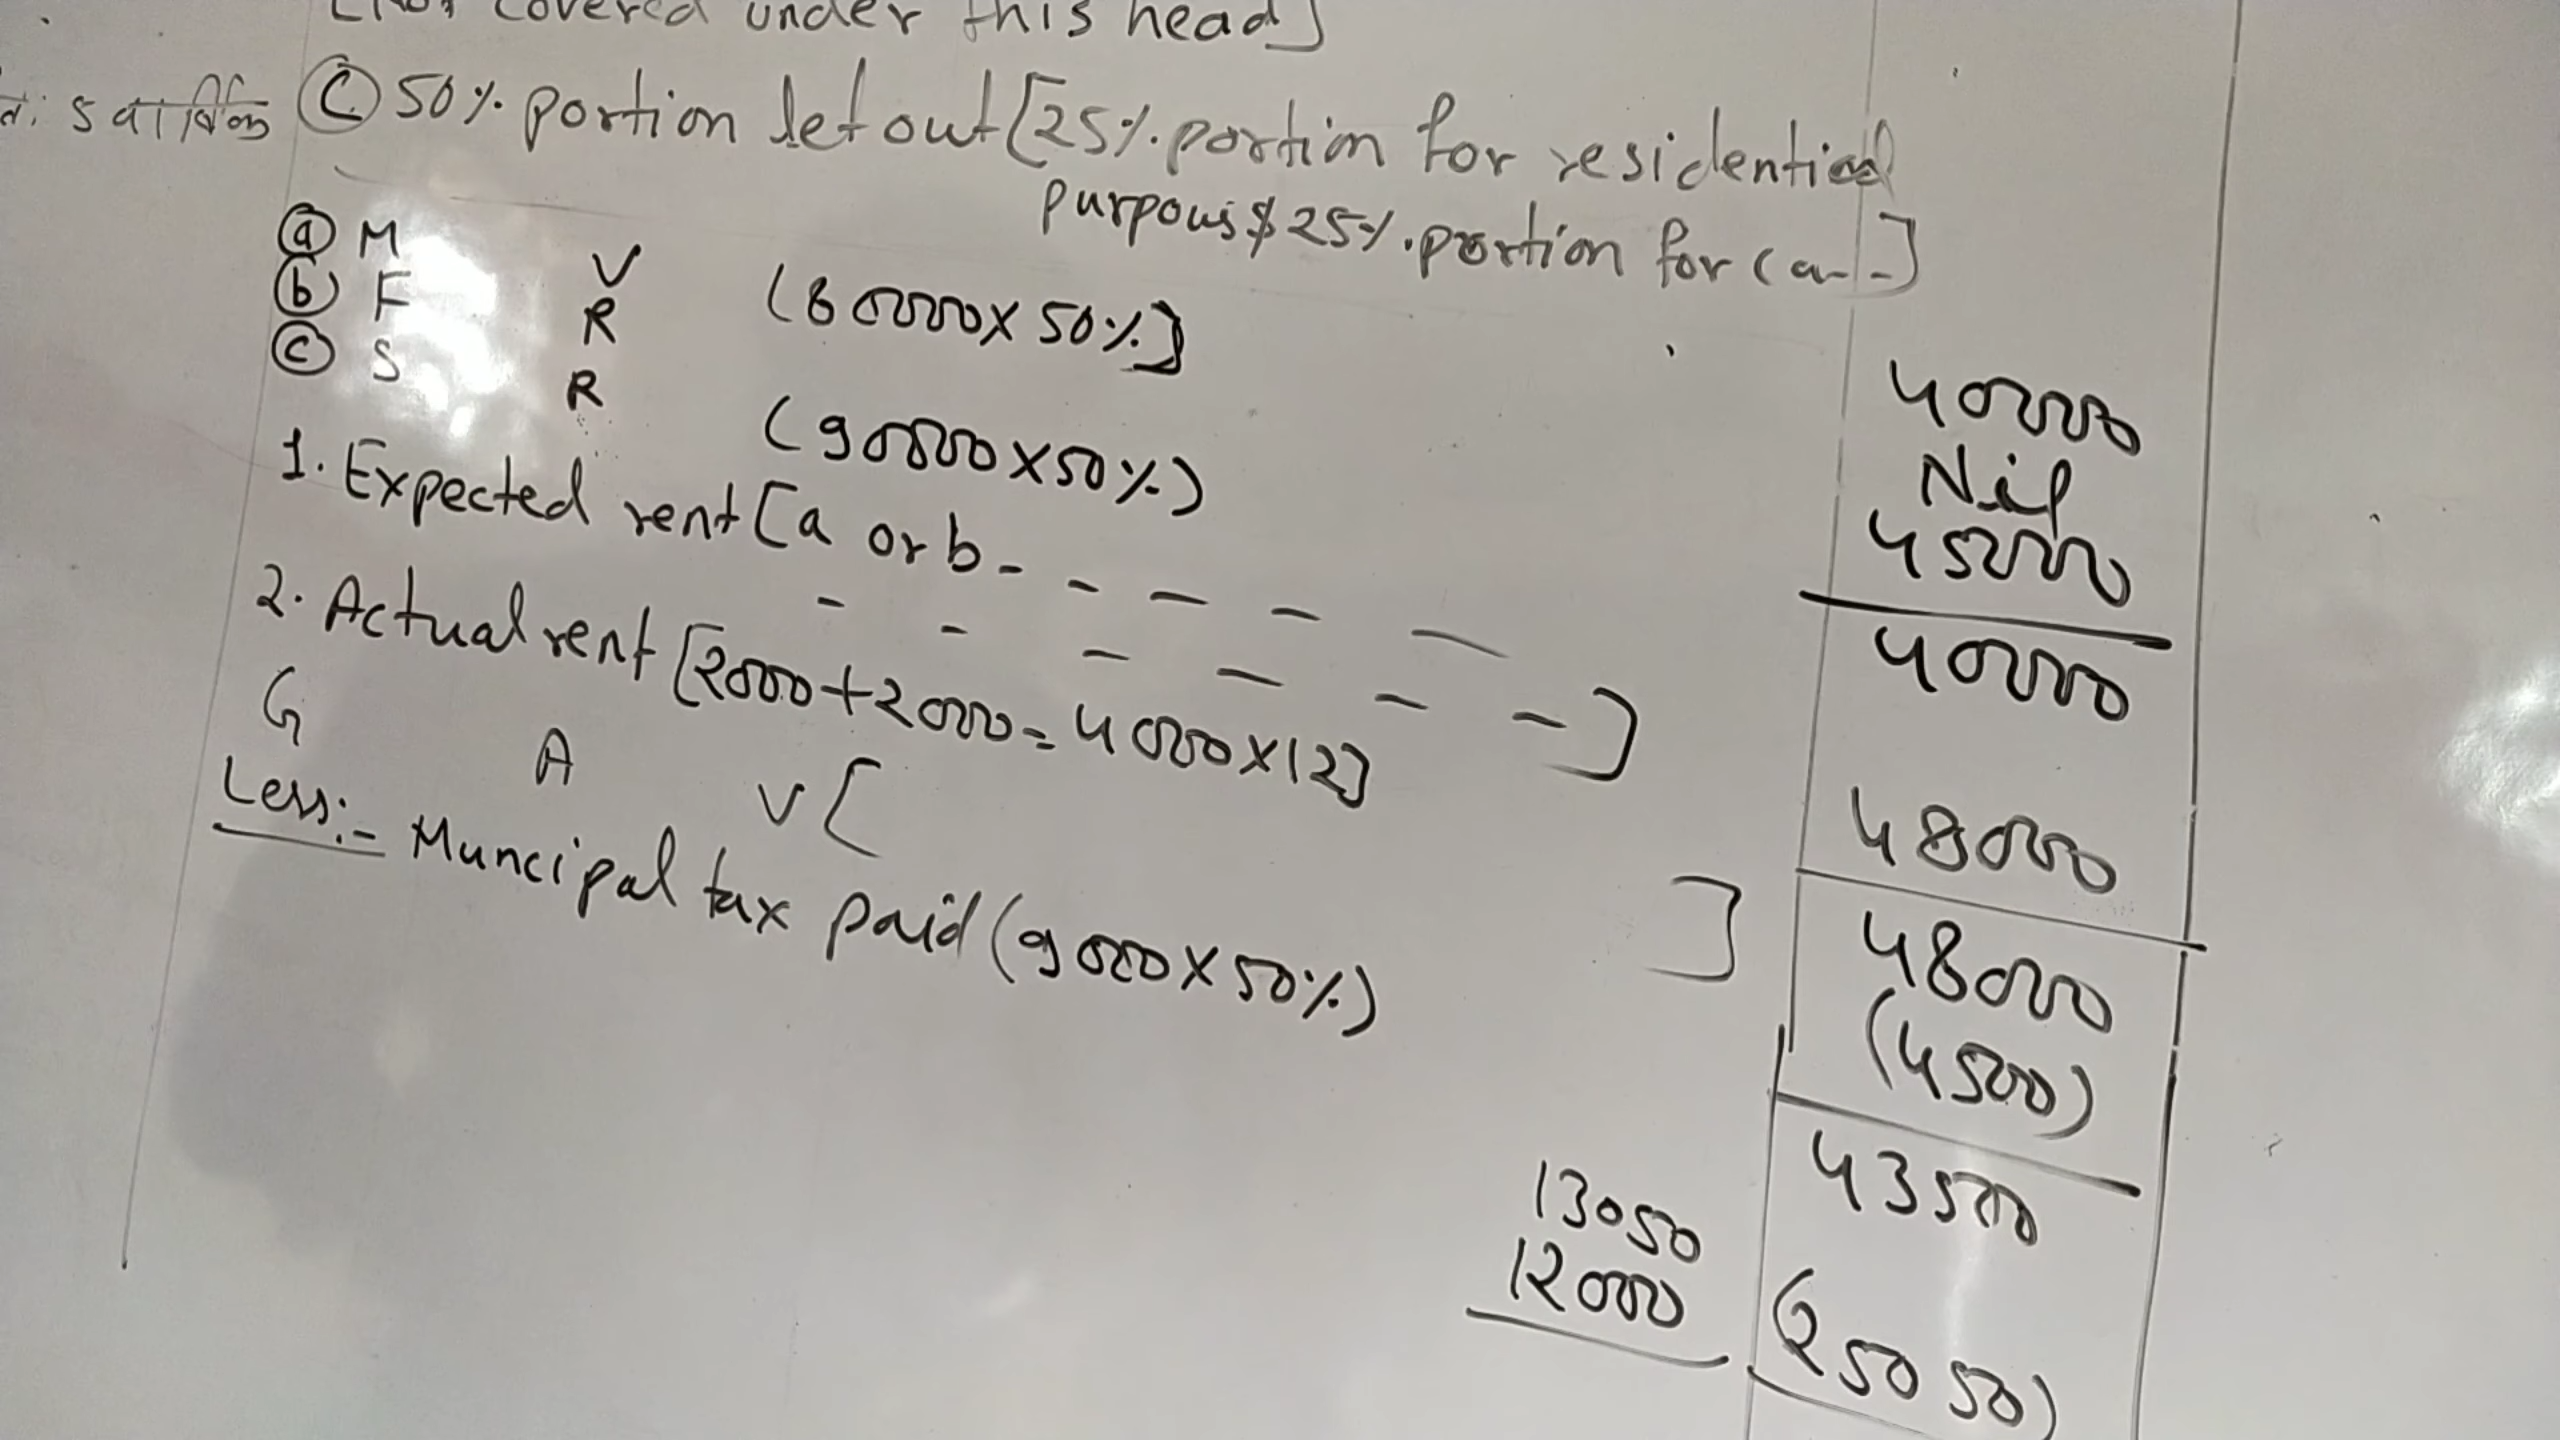 covered under this head]
Ⓒ 50% portion let out [25% portion for residential
purpous & 25% portion for ca--]
ⓐ M V (80000 x 50%] 40000
ⓑ F R Nil
ⓒ S R (90000 x 50%) 45000
1. Expected rent [a or b - - - - -
- - - - - -] 40000
2. Actual rent [2000 + 2000 = 4000 x 12] 48000
G A V [ ] 48000
Less:- Muncipal tax paid (9000 x 50%) (4500)
43500
13050
12000 (25050)